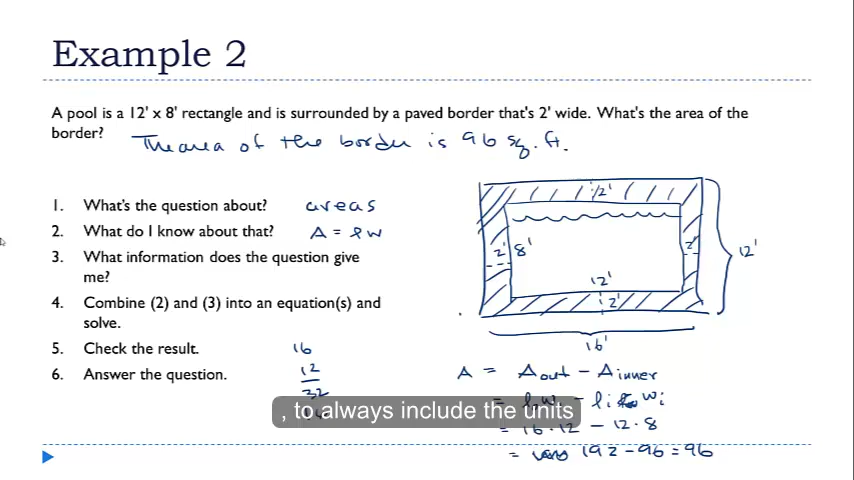 Example 2
A pool is a 12' x 8' rectangle and is surrounded by a paved border that's 2' wide. What's the area of the
border? The area of the border is 96 sq. ft.
1. What's the question about? areas
2. What do I know about that? A = lw
3. What information does the question give
me?
4. Combine (2) and (3) into an equation(s) and
solve.
5. Check the result.
6. Answer the question.
16
12
32
2'
2' 8' 2'
12'
12'
2'
16'
A = Aout - Ainner
= - li wi
= 16·12 - 12·8
= 192 - 96 = 96
, to always include the units